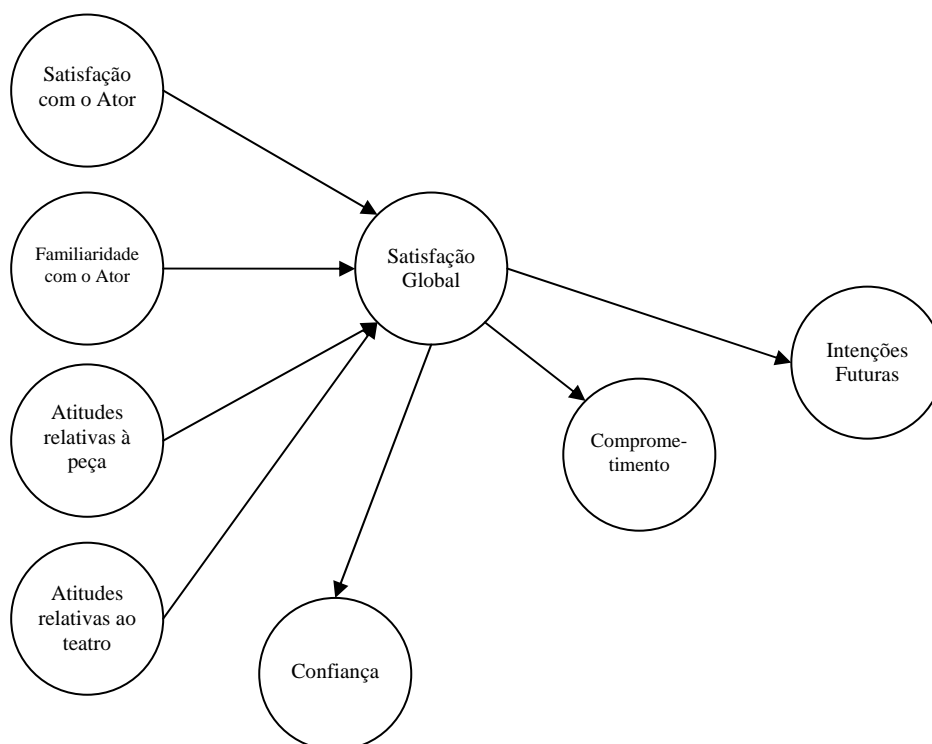 Satisfação
com o Ator
Familiaridade
com o Ator
Satisfação
Global
Intenções
Futuras
Atitudes
relativas à
peça
Comprome-
timento
Atitudes
relativas ao
teatro
Confiança